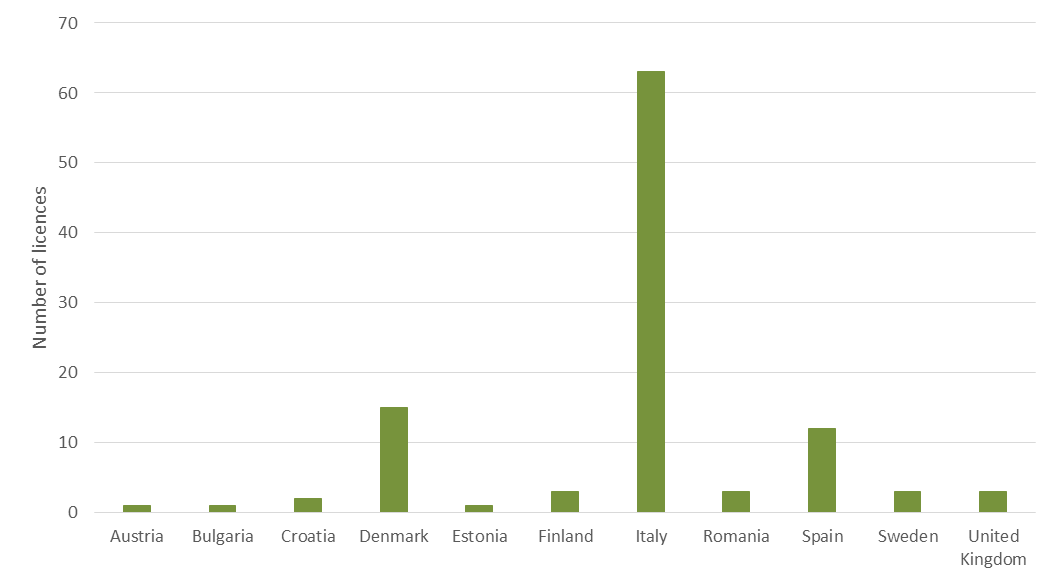 70
60
50
40
30
20
10
0
Number of licences
Austria
Bulgaria
Croatia
Denmark
Estonia
Finland
Italy
Romania
Spain
Sweden
United
Kingdom